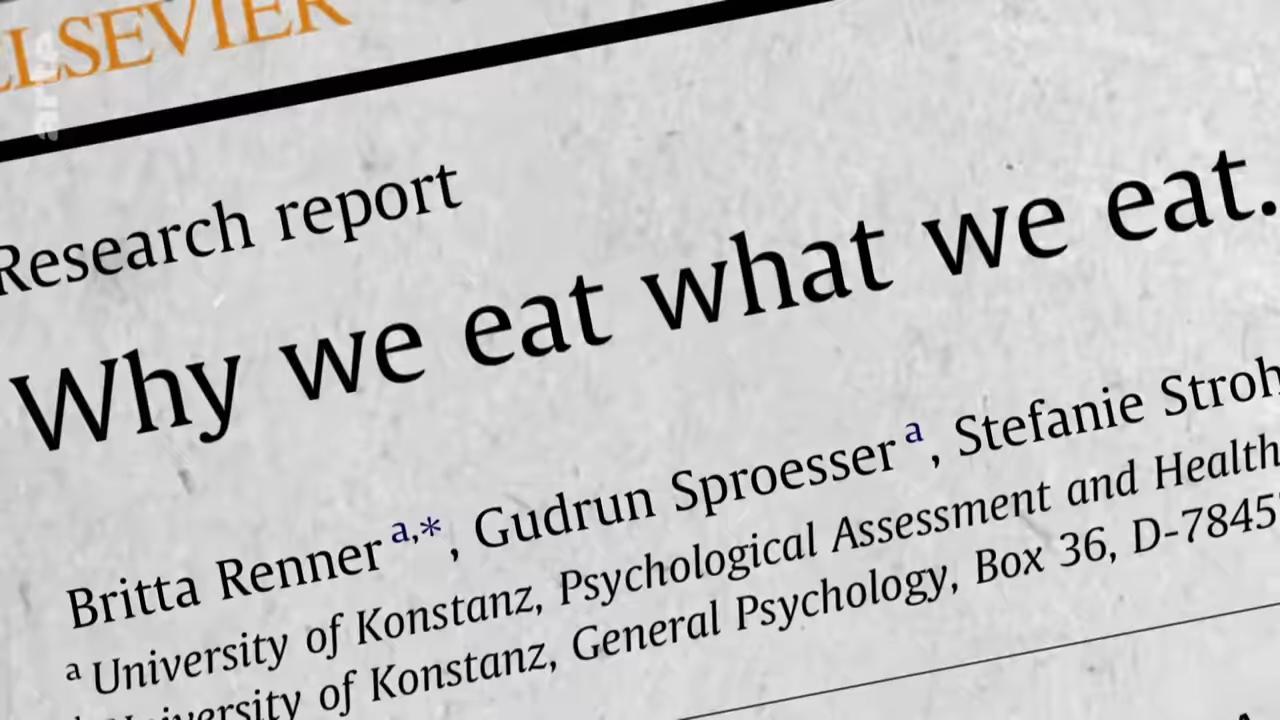 ELSEVIER
arte
Research report
Why we eat what we eat.
Britta Renner a,*, Gudrun Sproesser a, Stefanie Stroh
a University of Konstanz, Psychological Assessment and Health
University of Konstanz, General Psychology, Box 36, D-7845